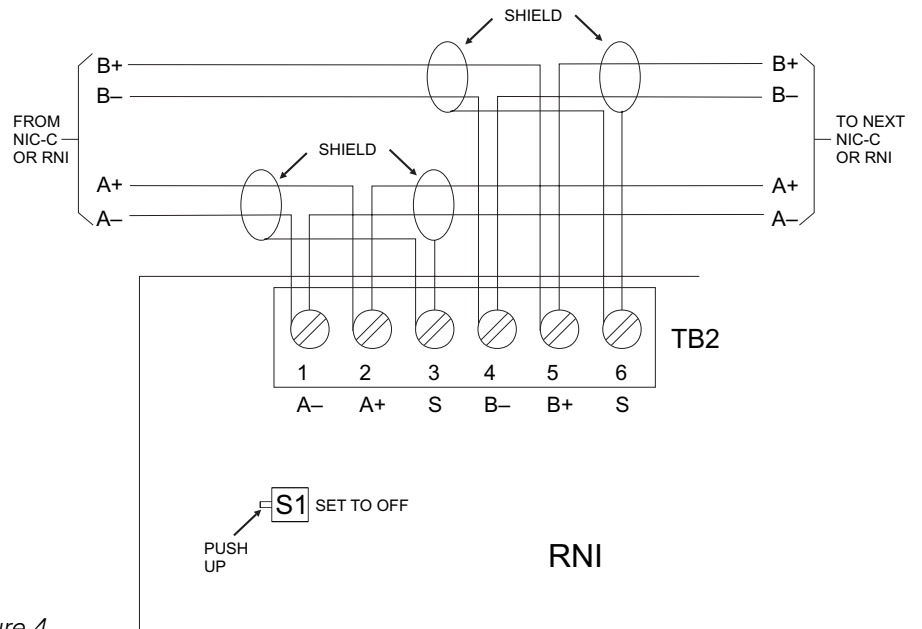 SHIELD
B+
B–
FROM
NIC-C
OR RNI
A+
A–
SHIELD
B+
B–
TO NEXT
NIC-C
OR RNI
A+
A–
TB2
1 2 3 4 5 6
A– A+ S B– B+ S
S1 SET TO OFF
PUSH
UP
RNI
4